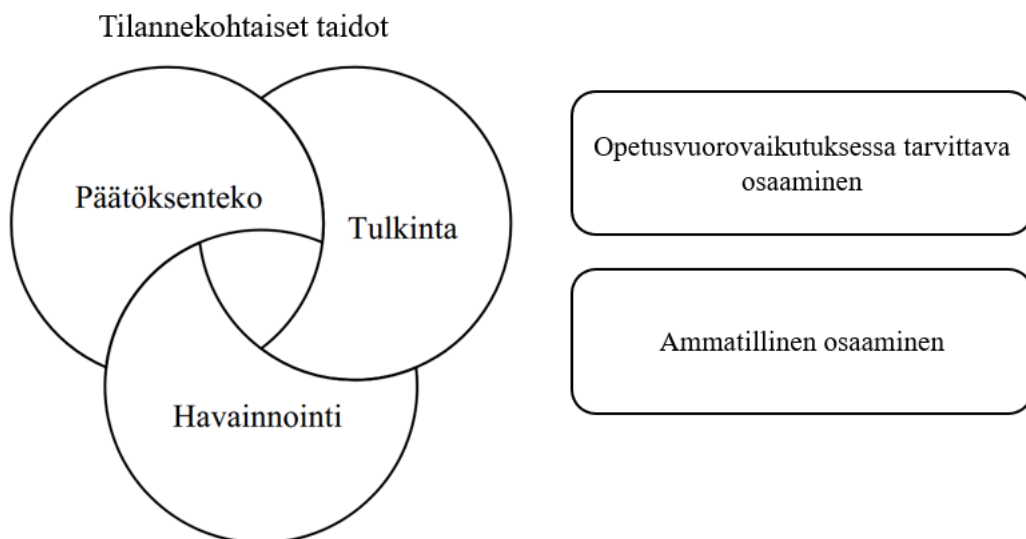 Tilannekohtaiset taidot
Päätöksenteko
Tulkinta
Havainnointi
Opetusvuorovaikutuksessa tarvittava
osaaminen
Ammatillinen osaaminen